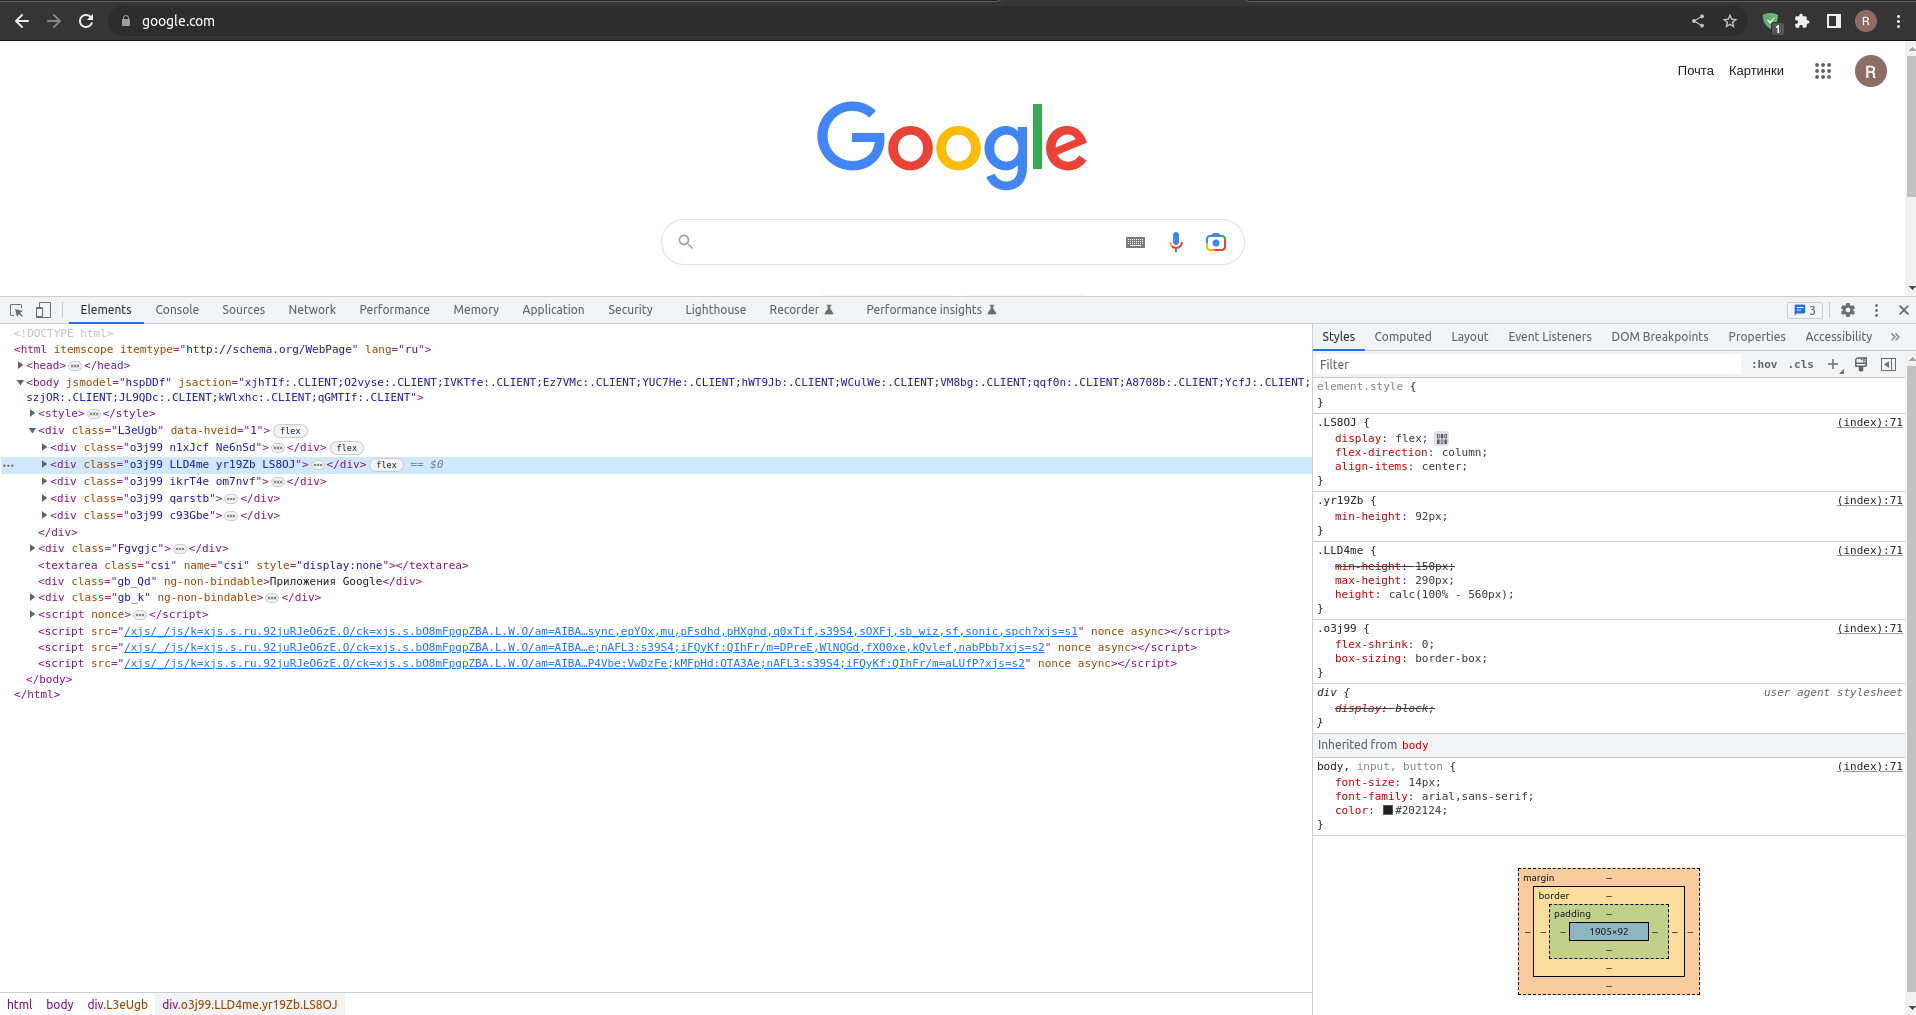 google.com
1
R
Почта Картинки
R
Google
Elements Console Sources Network Performance Memory Application Security Lighthouse Recorder Performance insights 3
<!DOCTYPE html>
<html itemscope itemtype="http://schema.org/WebPage" lang="ru">
<head>…</head>
<body jsmodel="hspDDf" jsaction="xjhTIf:.CLIENT;O2vyse:.CLIENT;IVKTfe:.CLIENT;Ez7VMc:.CLIENT;YUC7He:.CLIENT;hWT9Jb:.CLIENT;WCulWe:.CLIENT;VM8bg:.CLIENT;qqf0n:.CLIENT;A8708b:.CLIENT;YcfJ:.CLIENT;
szjOR:.CLIENT;JL9QDc:.CLIENT;kWlxhc:.CLIENT;qGMTIf:.CLIENT">
<style>…</style>
<div class="L3eUgb" data-hveid="1"> flex
<div class="o3j99 n1xJcf Ne6nSd">…</div> flex
<div class="o3j99 LLD4me yr19Zb LS8OJ">…</div> flex == $0
<div class="o3j99 ikrT4e om7nvf">…</div>
<div class="o3j99 qarstb">…</div>
<div class="o3j99 c93Gbe">…</div>
</div>
<div class="Fgvgjc">…</div>
<textarea class="csi" name="csi" style="display:none"></textarea>
<div class="gb_Qd" ng-non-bindable>Приложения Google</div>
<div class="gb_k" ng-non-bindable>…</div>
<script nonce>…</script>
<script src="/xjs/_/js/k=xjs.s.ru.92juRJeO6zE.O/ck=xjs.s.bO8mFpgpZBA.L.W.O/am=AIBA…sync,epYOx,mu,pFsdhd,pHXghd,q0xTif,s39S4,sOXFj,sb_wiz,sf,sonic,spch?xjs=s1" nonce async></script>
<script src="/xjs/_/js/k=xjs.s.ru.92juRJeO6zE.O/ck=xjs.s.bO8mFpgpZBA.L.W.O/am=AIBA…e;nAFL3:s39S4;iFQyKf:QIhFr/m=DPreE,WlNQGd,fXO0xe,kQvlef,nabPbb?xjs=s2" nonce async></script>
<script src="/xjs/_/js/k=xjs.s.ru.92juRJeO6zE.O/ck=xjs.s.bO8mFpgpZBA.L.W.O/am=AIBA…P4Vbe:VwDzFe;kMFpHd:OTA3Ae;nAFL3:s39S4;iFQyKf:QIhFr/m=aLUfP?xjs=s2" nonce async></script>
</body>
</html>
html body div.L3eUgb div.o3j99.LLD4me.yr19Zb.LS8OJ
Styles Computed Layout Event Listeners DOM Breakpoints Properties Accessibility »
Filter :hov .cls +
element.style {
}
.LS8OJ { (index):71
display: flex;
flex-direction: column;
align-items: center;
}
.yr19Zb { (index):71
min-height: 92px;
}
.LLD4me { (index):71
min-height: 150px;
max-height: 290px;
height: calc(100% - 560px);
}
.o3j99 { (index):71
flex-shrink: 0;
box-sizing: border-box;
}
div { user agent stylesheet
display: block;
}
Inherited from body
body, input, button { (index):71
font-size: 14px;
font-family: arial,sans-serif;
color: #202124;
}
margin –
border –
padding –
– – – 1905×92 – – –
–
–
–